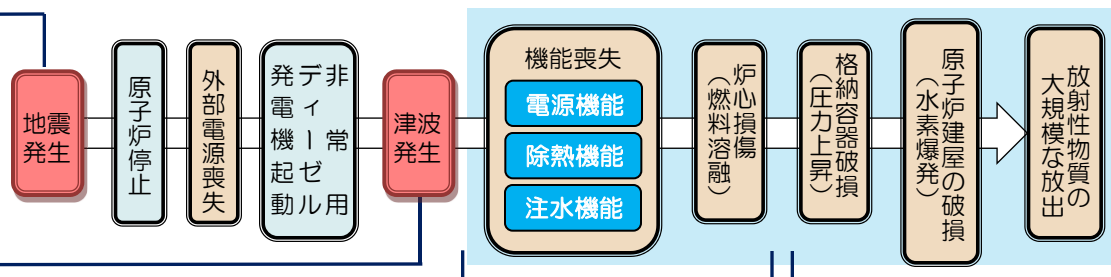 地震
発生
原子炉停止
外部電源喪失
非常用
ディーゼル
発電機起動
津波
発生
機能喪失
電源機能
除熱機能
注水機能
炉心損傷
（燃料溶融）
格納容器破損
（圧力上昇）
原子炉建屋の破損
（水素爆発）
放射性物質の
大規模な放出